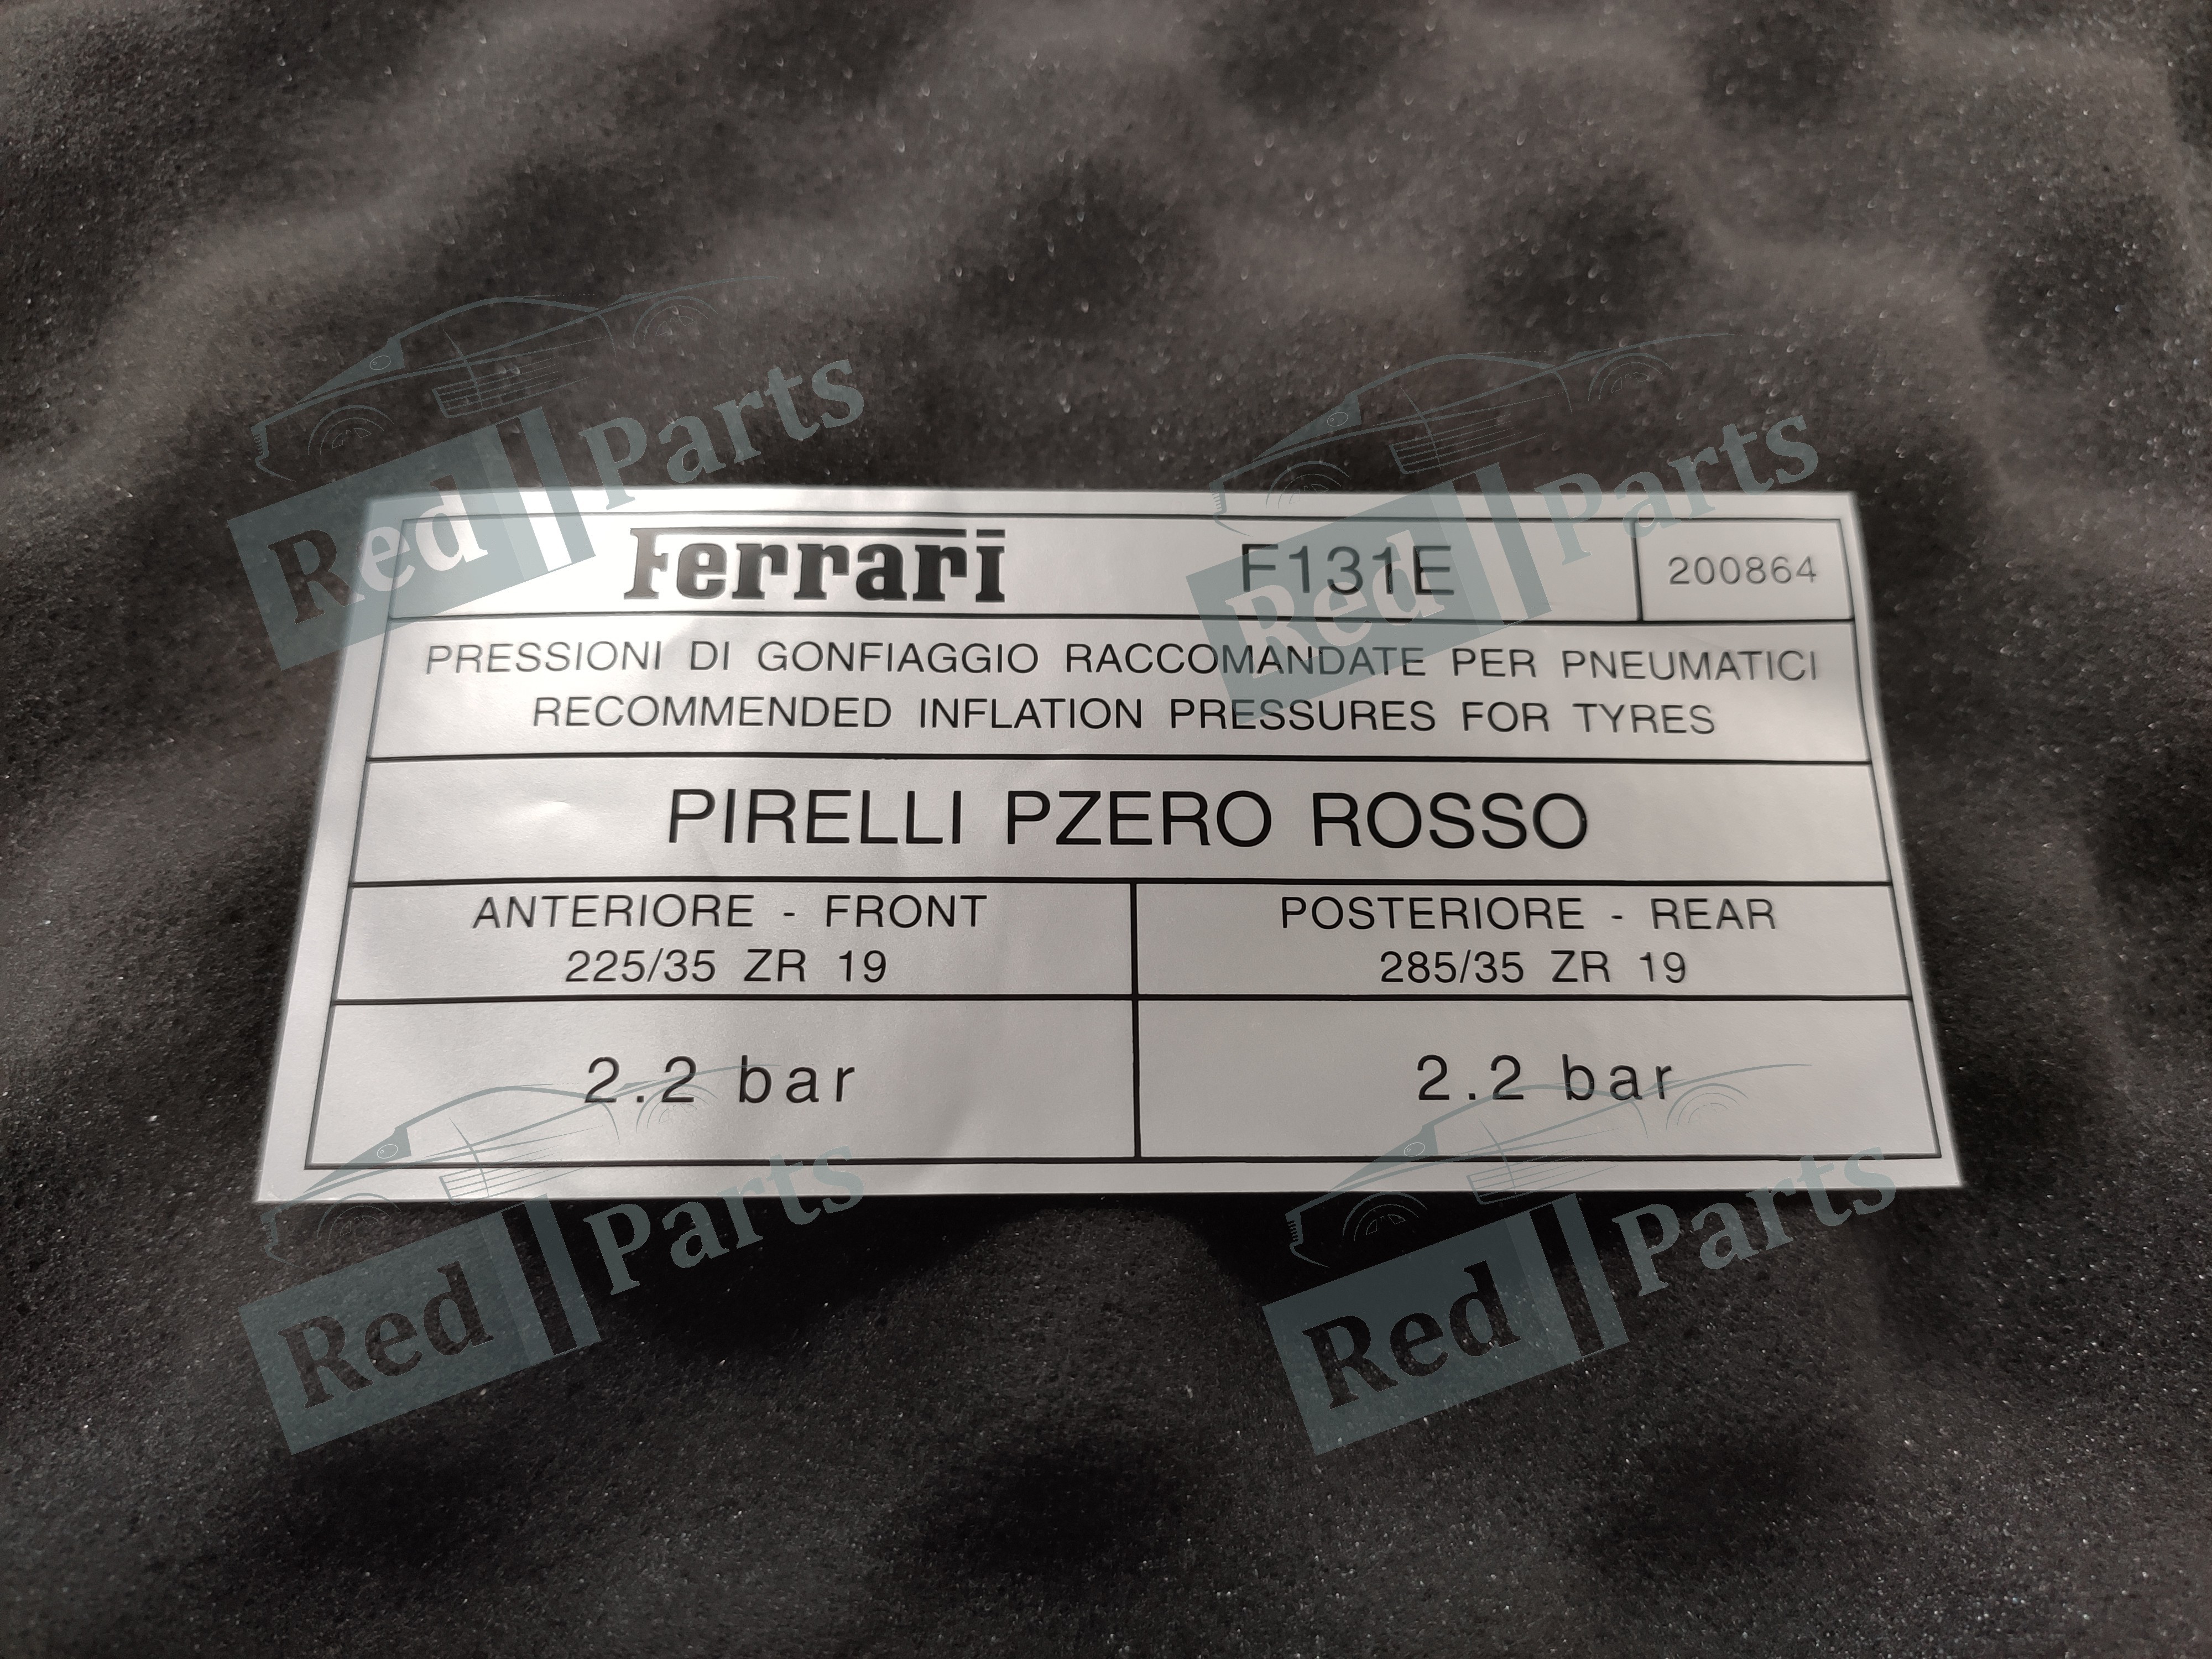 Ferrari F131E 200864
PRESSIONI DI GONFIAGGIO RACCOMANDATE PER PNEUMATICI
RECOMMENDED INFLATION PRESSURES FOR TYRES
PIRELLI PZERO ROSSO
ANTERIORE - FRONT
225/35 ZR 19
POSTERIORE - REAR
285/35 ZR 19
2.2 bar
2.2 bar
Red Parts
Red Parts
Red Parts
Red Parts